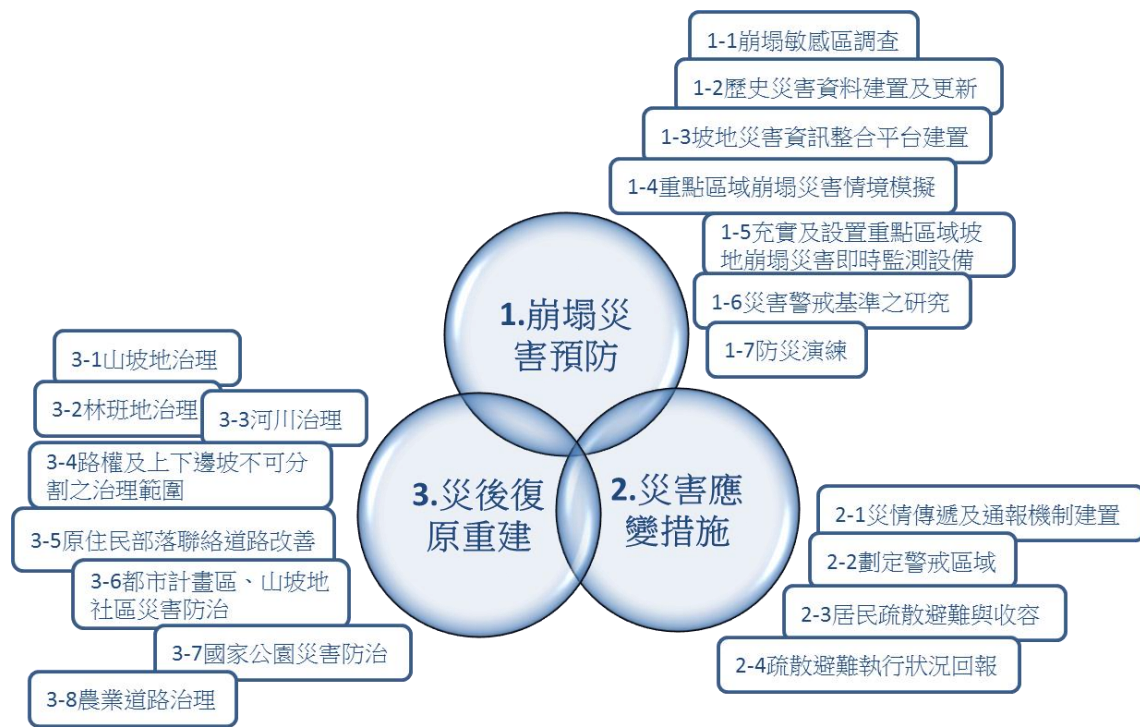 1-1崩塌敏感區調查
1-2歷史災害資料建置及更新
1-3坡地災害資訊整合平台建置
1-4重點區域崩塌災害情境模擬
1-5充實及設置重點區域坡
地崩塌災害即時監測設備
1-6災害警戒基準之研究
1-7防災演練
1.崩塌災
害預防
3-1山坡地治理
3-2林班地治理
3-3河川治理
3-4路權及上下邊坡不可分
割之治理範圍
3-5原住民部落聯絡道路改善
3-6都市計畫區、山坡地
社區災害防治
3-7國家公園災害防治
3-8農業道路治理
3.災後復
原重建
2.災害應
變措施
2-1災情傳遞及通報機制建置
2-2劃定警戒區域
2-3居民疏散避難與收容
2-4疏散避難執行狀況回報